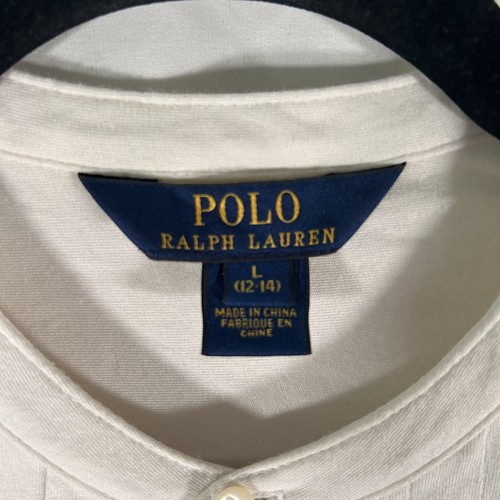 POLO
RALPH LAUREN
L
(12-14)
MADE IN CHINA
FABRIQUE EN
CHINE